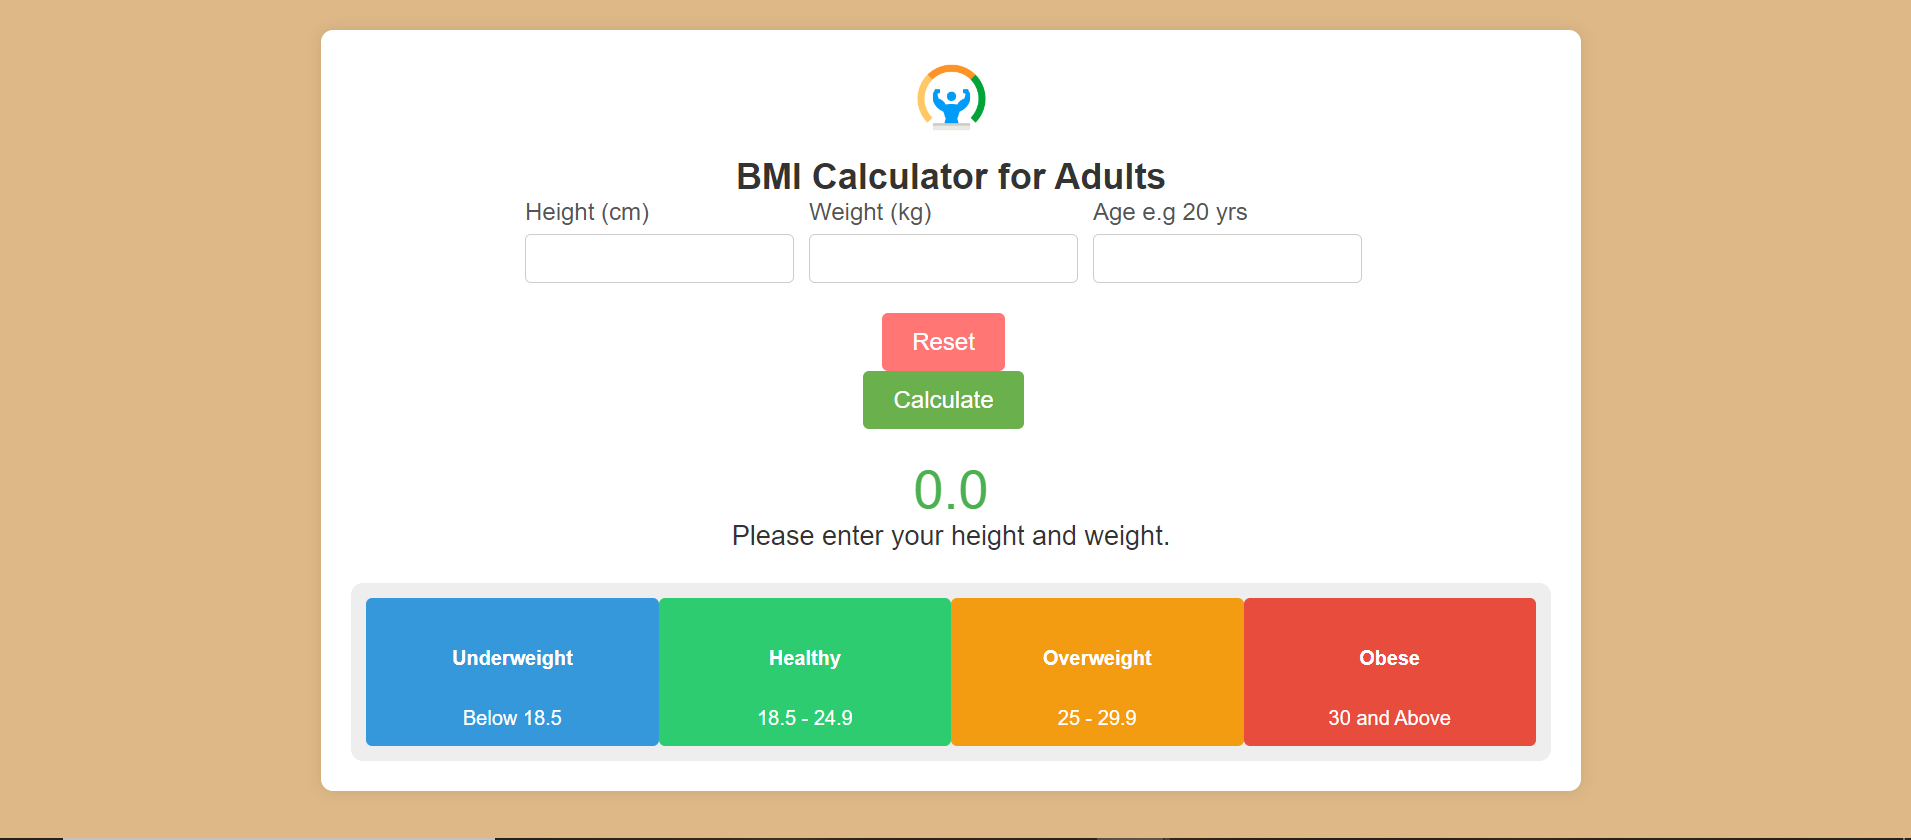 BMI Calculator for Adults
Height (cm) Weight (kg) Age e.g 20 yrs
Reset
Calculate
0.0
Please enter your height and weight.
Underweight Healthy Overweight Obese
Below 18.5 18.5 - 24.9 25 - 29.9 30 and Above